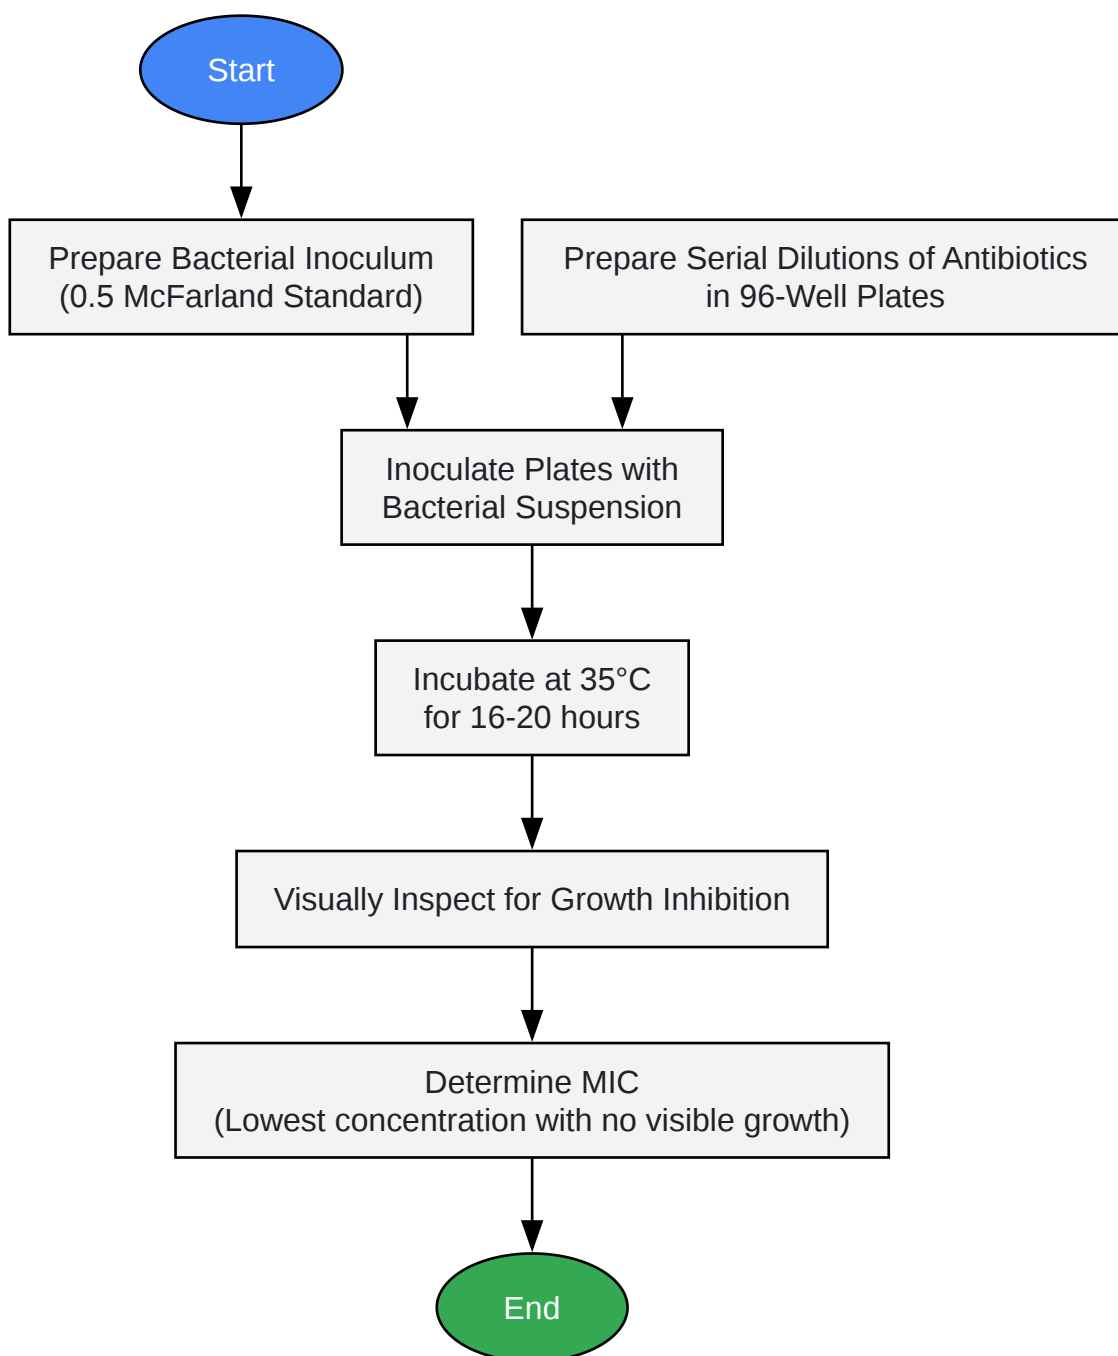 Start
Prepare Bacterial Inoculum
(0.5 McFarland Standard)
Prepare Serial Dilutions of Antibiotics
in 96-Well Plates
Inoculate Plates with
Bacterial Suspension
Incubate at 35°C
for 16-20 hours
Visually Inspect for Growth Inhibition
Determine MIC
(Lowest concentration with no visible growth)
End